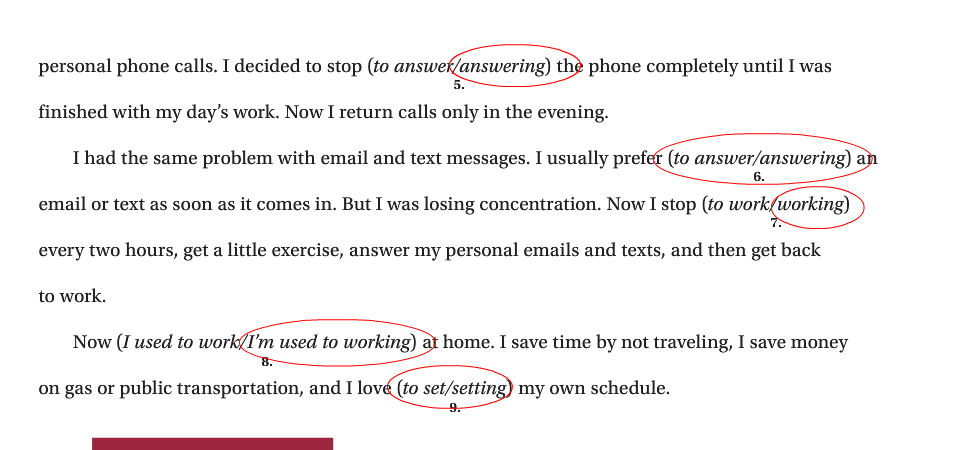 personal phone calls. I decided to stop (to answer/answering) the phone completely until I was
5.
finished with my day's work. Now I return calls only in the evening.
I had the same problem with email and text messages. I usually prefer (to answer/answering) an
6.
email or text as soon as it comes in. But I was losing concentration. Now I stop (to work/working)
7.
every two hours, get a little exercise, answer my personal emails and texts, and then get back
to work.
Now (I used to work/I'm used to working) at home. I save time by not traveling, I save money
8.
on gas or public transportation, and I love (to set/setting) my own schedule.
9.